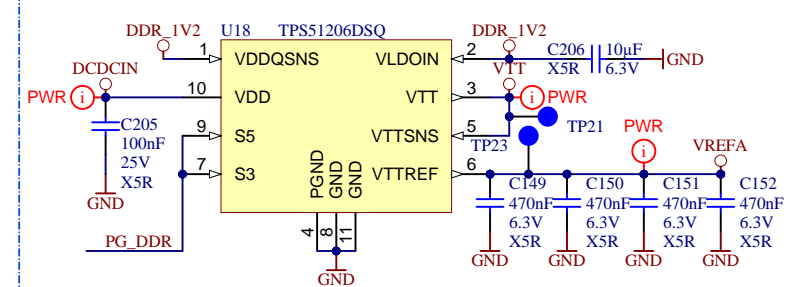 DDR_1V2
U18
TPS51206DSQ
DDR_1V2
1
VDDQSNS
VLDOIN
2
C206
10µF
GND
X5R
6.3V
DCDCIN
VTT
PWR
i
10
VDD
VTT
3
i
PWR
C205
9
S5
VTTSNS
5
TP21
100nF
TP23
PWR
25V
7
S3
VTTREF
6
i
VREFA
X5R
GND
PGND
GND
GND
C149
C150
C151
C152
470nF
470nF
470nF
470nF
6.3V
6.3V
6.3V
6.3V
PG_DDR
4
8
11
X5R
X5R
X5R
X5R
GND
GND
GND
GND
GND